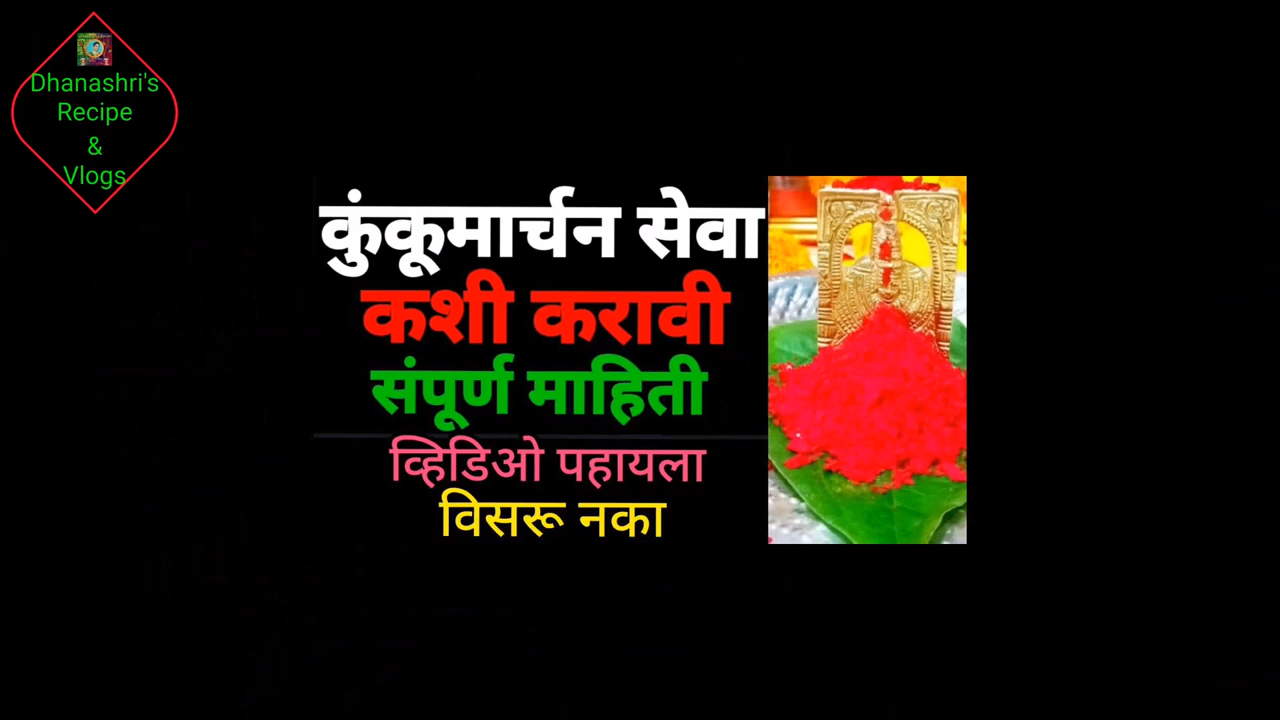 Dhanashri's
Recipe
&
Vlogs
कुंकूमार्चन सेवा
कशी करावी
संपूर्ण माहिती
व्हिडिओ पहायला
विसरू नका